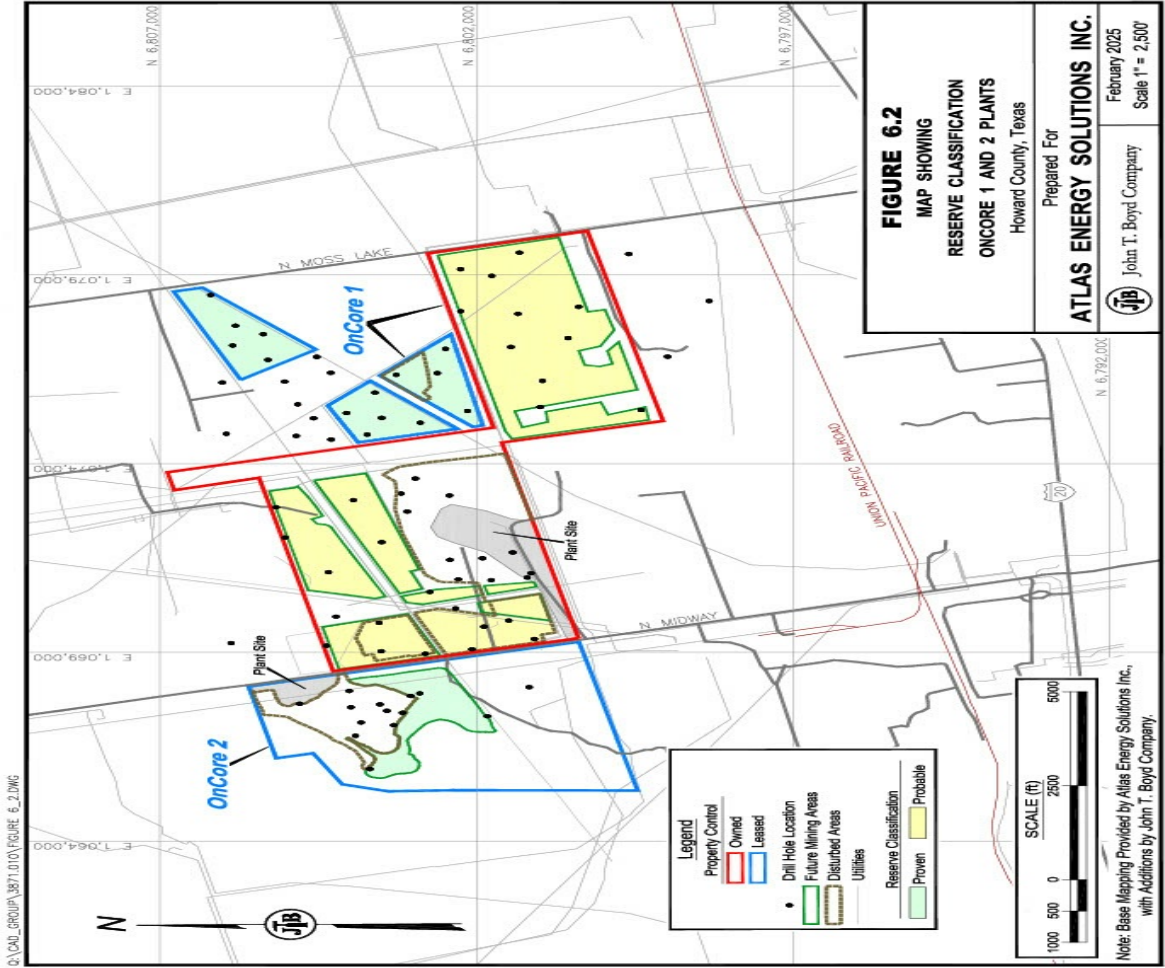 Q:\CAD_GROUP\3871.010\FIGURE 6_2.DWG
E 1,084,000
E 1,079,000
E 1,074,000
E 1,069,000
E 1,064,000
N 6,807,000
N 6,802,000
N 6,797,000
N 6,792,000
N MOSS LAKE
OnCore 1
OnCore 2
Plant Site
Plant Site
N MIDWAY
UNION PACIFIC RAILROAD
20
N
JTB
Legend
Property Control
Owned
Leased
Drill Hole Location
Future Mining Areas
Disturbed Areas
Utilities
Reserve Classification
Proven
Probable
SCALE (ft)
1000 500 0 2500 5000
Note: Base Mapping Provided by Atlas Energy Solutions Inc.,
with Additions by John T. Boyd Company.
FIGURE 6.2
MAP SHOWING
RESERVE CLASSIFICATION
ONCORE 1 AND 2 PLANTS
Howard County, Texas
Prepared For
ATLAS ENERGY SOLUTIONS INC.
JTB
John T. Boyd Company
February 2025
Scale 1" = 2,500'